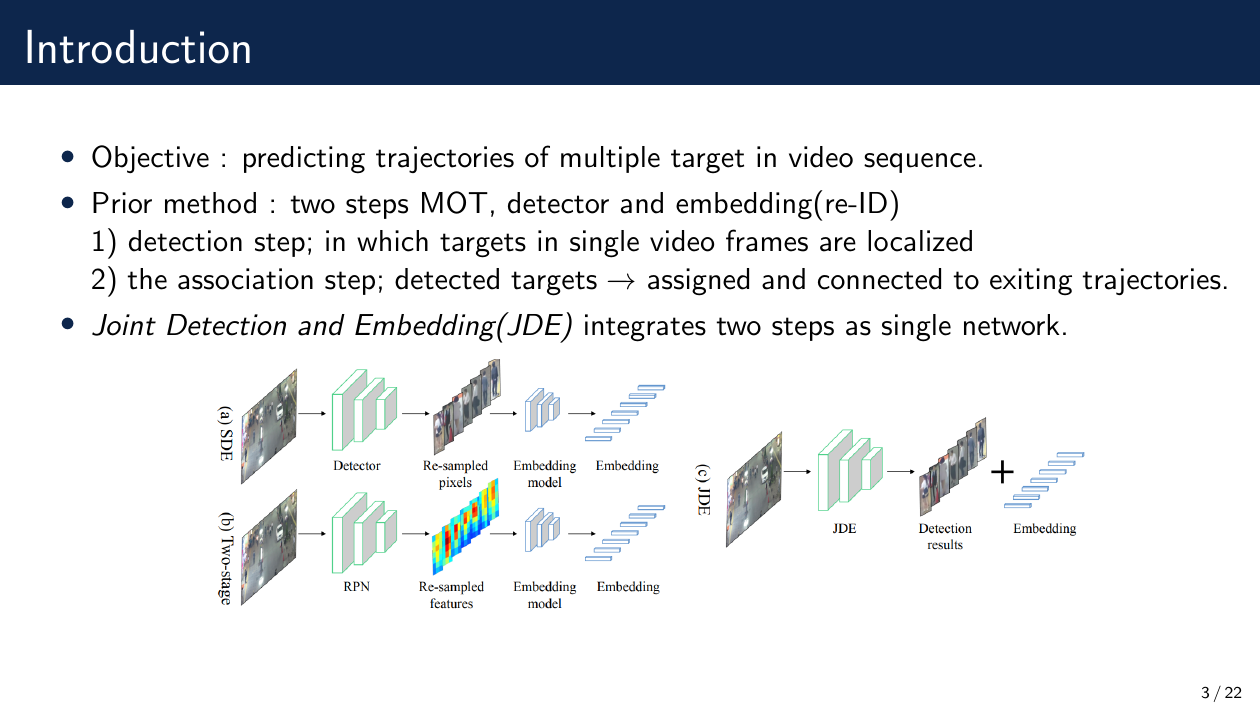 Introduction
• Objective : predicting trajectories of multiple target in video sequence.
• Prior method : two steps MOT, detector and embedding(re-ID)
1) detection step; in which targets in single video frames are localized
2) the association step; detected targets → assigned and connected to exiting trajectories.
• Joint Detection and Embedding(JDE) integrates two steps as single network.
(a) SDE
Detector
Re-sampled
pixels
Embedding
model
Embedding
(b) Two-stage
RPN
Re-sampled
features
Embedding
model
Embedding
(c) JDE
JDE
Detection
results
+
Embedding
3 / 22